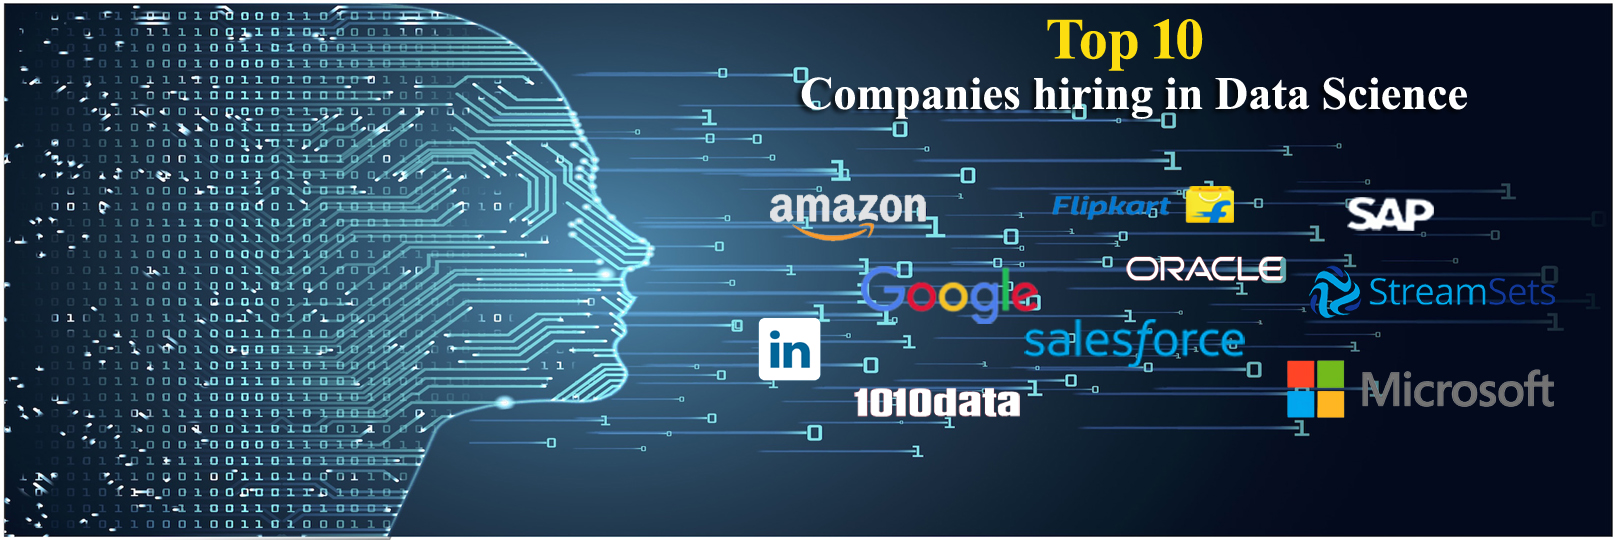 Top 10
Companies hiring in Data Science
amazon
Flipkart
SAP
Google
ORACLE
StreamSets
in
salesforce
1010data
Microsoft